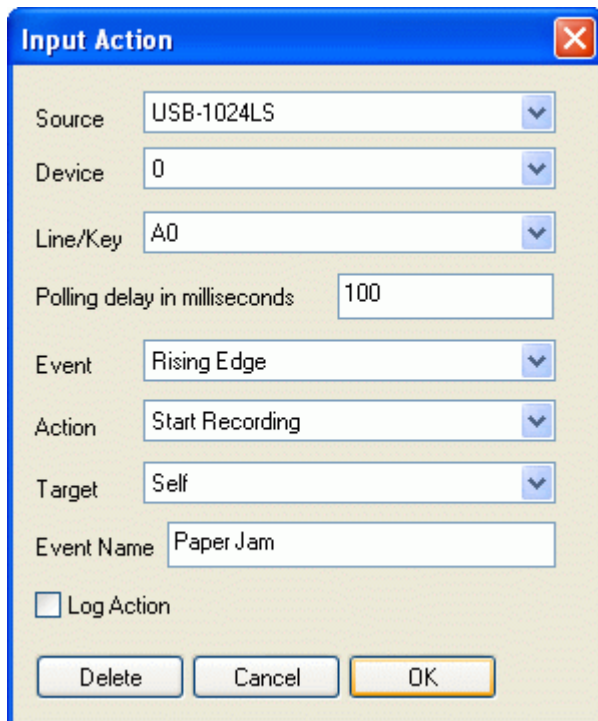 Input Action
Source USB-1024LS
Device 0
Line/Key A0
Polling delay in milliseconds 100
Event Rising Edge
Action Start Recording
Target Self
Event Name Paper Jam
Log Action
Delete Cancel OK